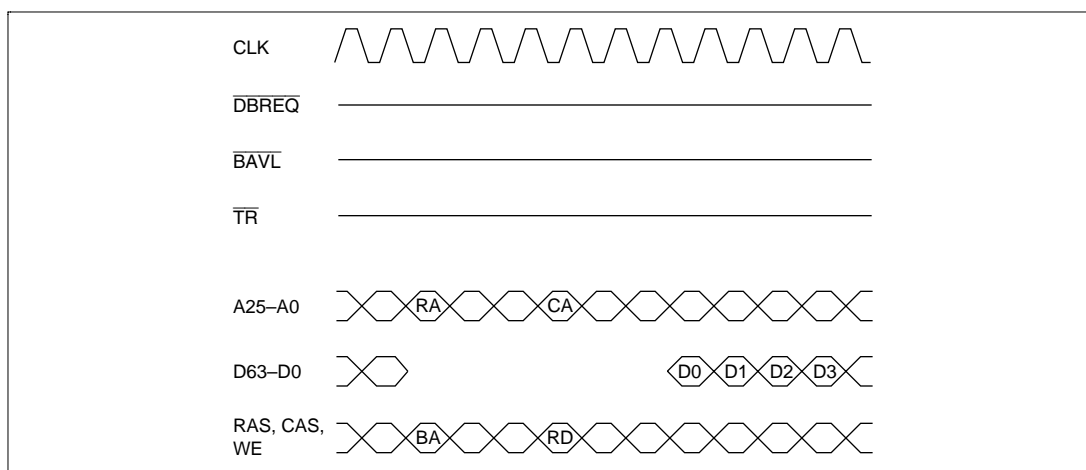 CLK
DBREQ
BAVL
TR
A25–A0 RA CA
D63–D0 D0 D1 D2 D3
RAS, CAS,
WE BA RD